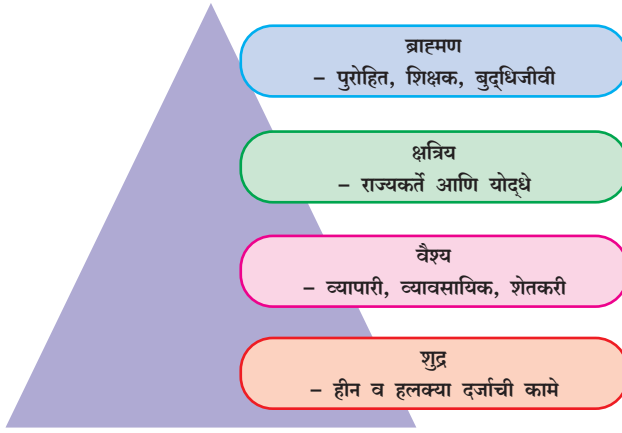 ब्राह्मण
– पुरोहित, शिक्षक, बुद्‌धिजीवी
क्षत्रिय
– राज्यकर्ते आणि योद्‌धे
वैश्य
– व्यापारी, व्यावसायिक, शेतकरी
शुद्र
– हीन व हलक्या दर्जाची कामे